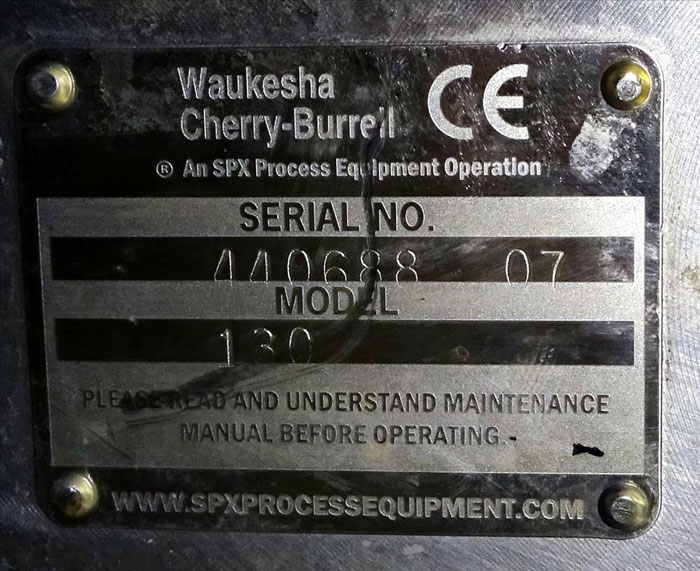 Waukesha
Cherry-Burrell
CE
® An SPX Process Equipment Operation
SERIAL NO.
440688 07
MODEL
130
PLEASE READ AND UNDERSTAND MAINTENANCE
MANUAL BEFORE OPERATING.
WWW.SPXPROCESSEQUIPMENT.COM